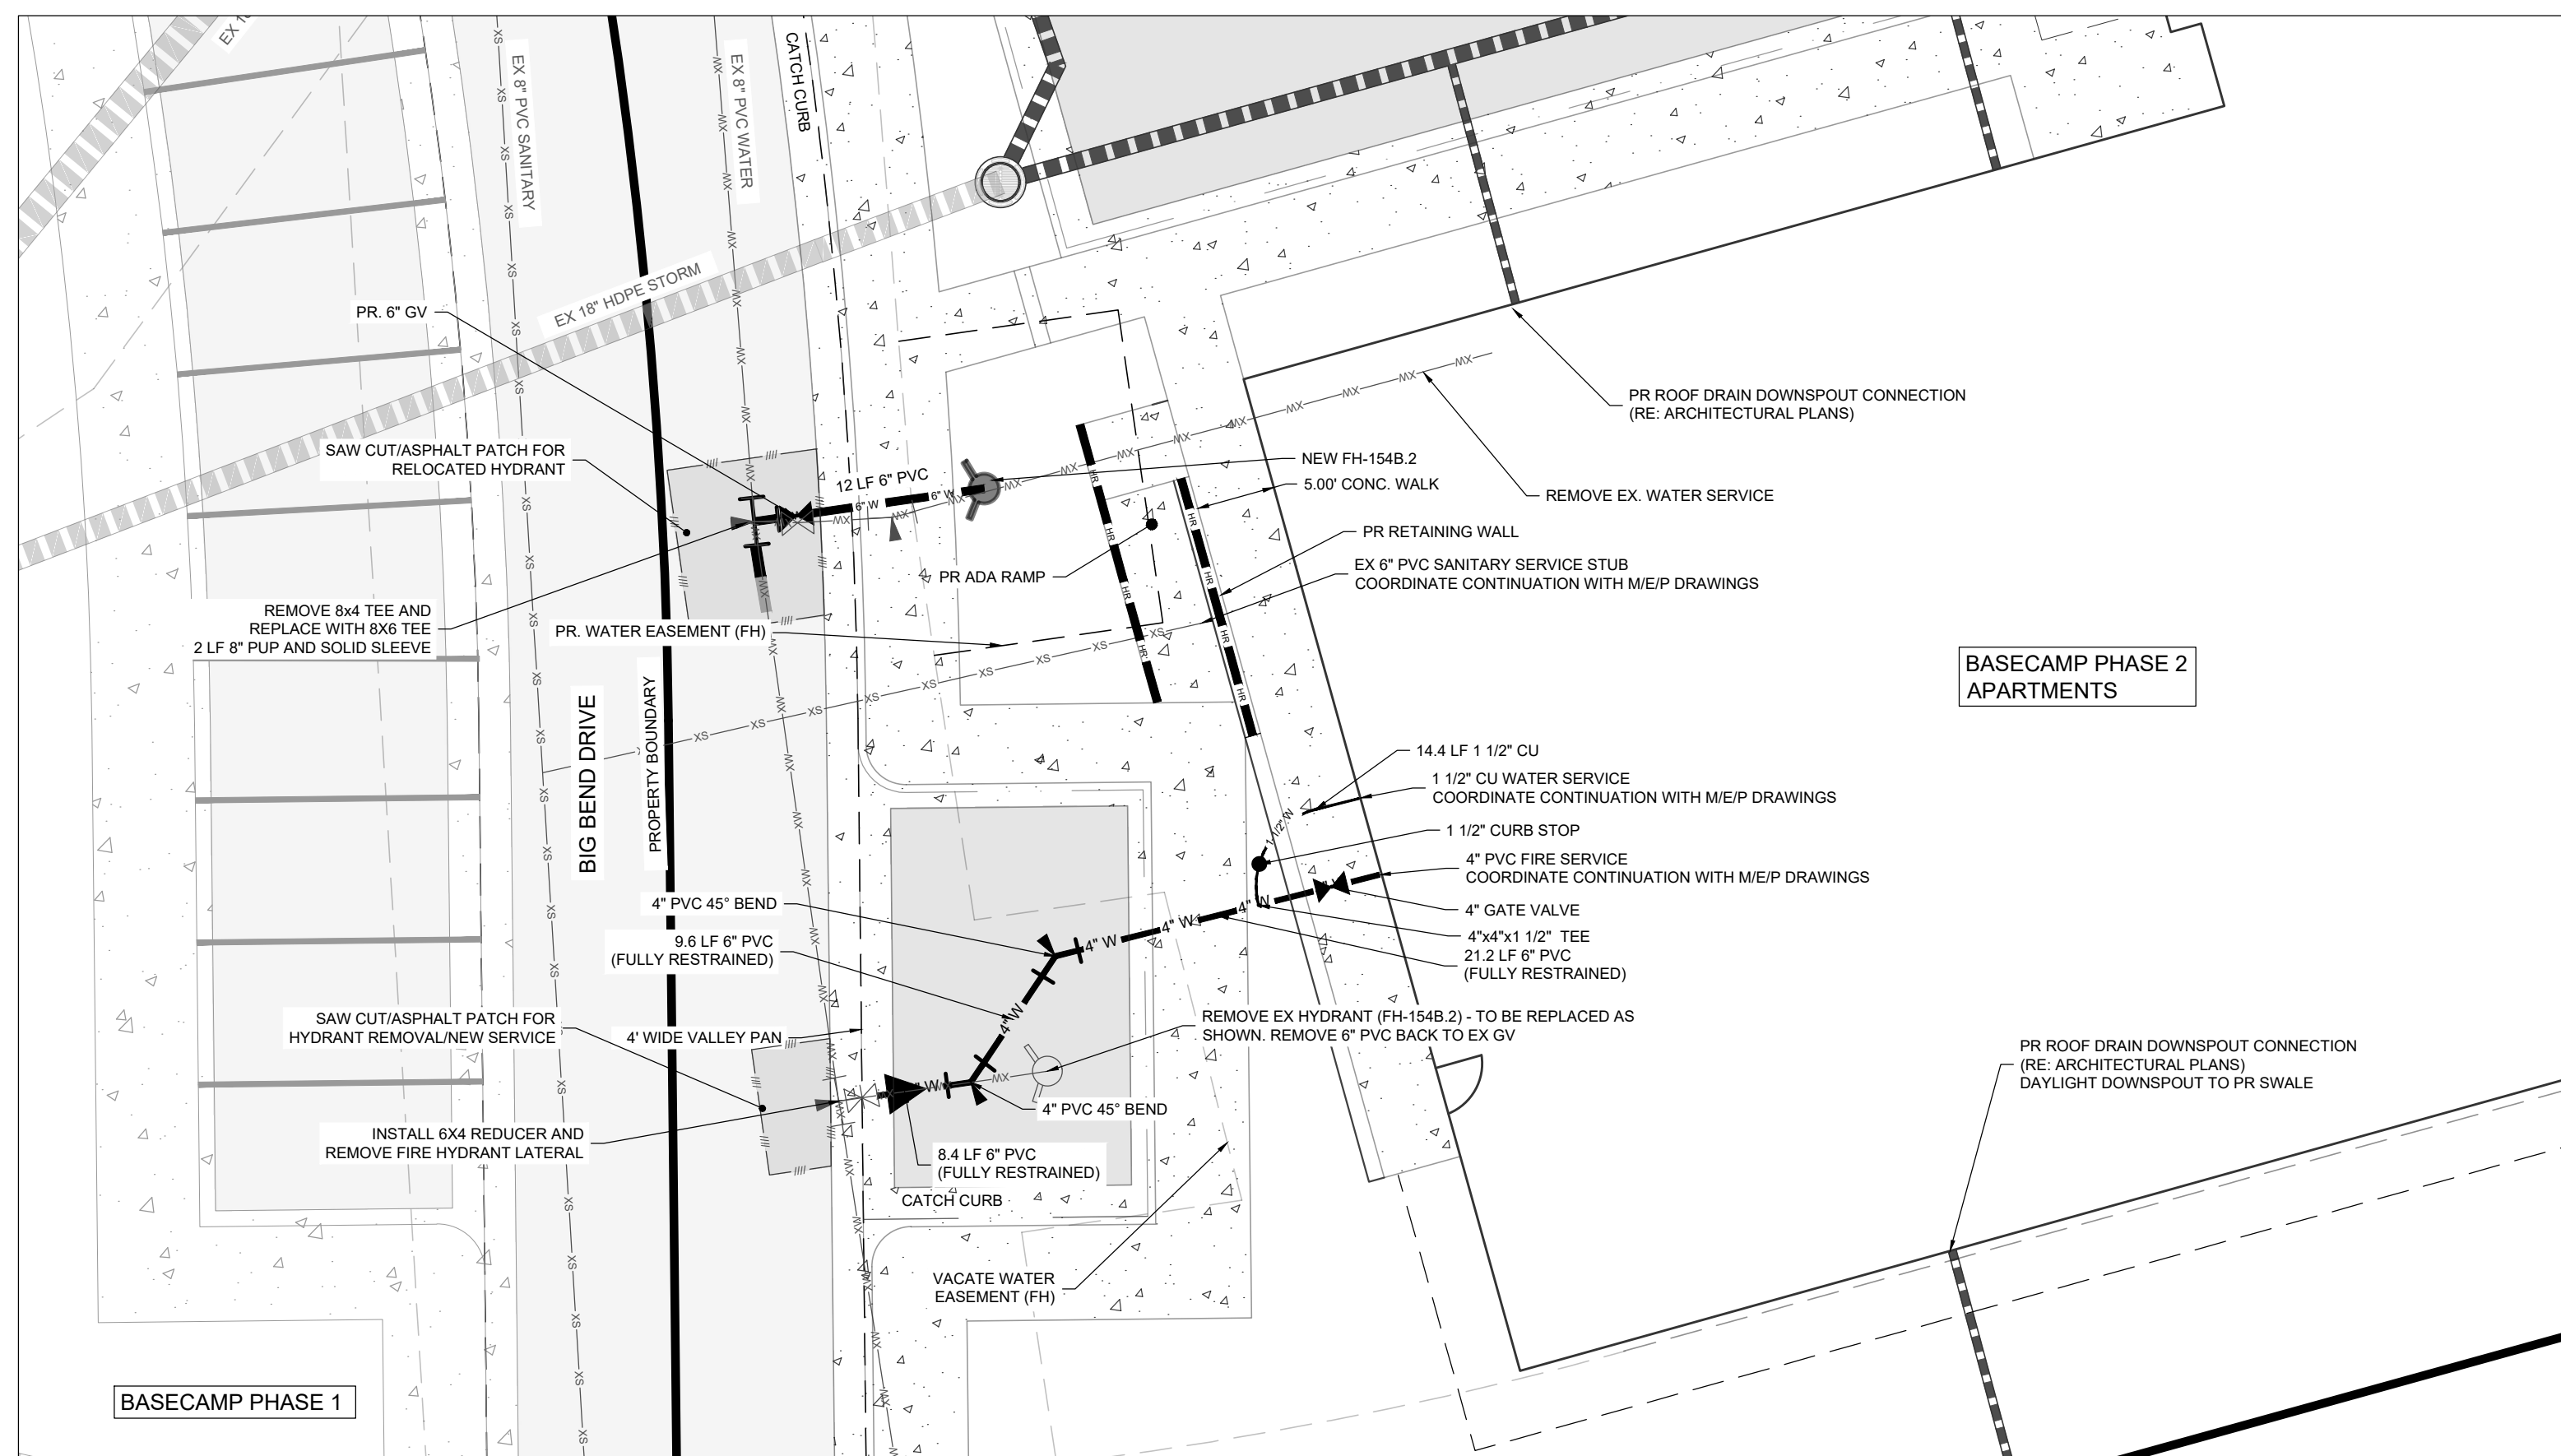 EX 8" PVC SANITARY
EX 8" PVC WATER
CATCH CURB
EX 18" HDPE STORM
PR. 6" GV
SAW CUT/ASPHALT PATCH FOR
RELOCATED HYDRANT
12 LF 6" PVC
6" W
6" W
NEW FH-154B.2
5.00' CONC. WALK
PR ROOF DRAIN DOWNSPOUT CONNECTION
(RE: ARCHITECTURAL PLANS)
REMOVE EX. WATER SERVICE
PR RETAINING WALL
EX 6" PVC SANITARY SERVICE STUB
COORDINATE CONTINUATION WITH M/E/P DRAWINGS
PR ADA RAMP
REMOVE 8x4 TEE AND
REPLACE WITH 8X6 TEE
2 LF 8" PUP AND SOLID SLEEVE
PR. WATER EASEMENT (FH)
BIG BEND DRIVE
PROPERTY BOUNDARY
BASECAMP PHASE 2
APARTMENTS
14.4 LF 1 1/2" CU
1 1/2" CU WATER SERVICE
COORDINATE CONTINUATION WITH M/E/P DRAWINGS
1 1/2" W
1 1/2" CURB STOP
4" PVC FIRE SERVICE
COORDINATE CONTINUATION WITH M/E/P DRAWINGS
4" GATE VALVE
4"x4"x1 1/2" TEE
21.2 LF 6" PVC
(FULLY RESTRAINED)
4" PVC 45° BEND
4" W
4" W
4" W
4" W
9.6 LF 6" PVC
(FULLY RESTRAINED)
SAW CUT/ASPHALT PATCH FOR
HYDRANT REMOVAL/NEW SERVICE
4' WIDE VALLEY PAN
REMOVE EX HYDRANT (FH-154B.2) - TO BE REPLACED AS
SHOWN. REMOVE 6" PVC BACK TO EX GV
PR ROOF DRAIN DOWNSPOUT CONNECTION
(RE: ARCHITECTURAL PLANS)
DAYLIGHT DOWNSPOUT TO PR SWALE
4" PVC 45° BEND
INSTALL 6X4 REDUCER AND
REMOVE FIRE HYDRANT LATERAL
8.4 LF 6" PVC
(FULLY RESTRAINED)
CATCH CURB
VACATE WATER
EASEMENT (FH)
BASECAMP PHASE 1